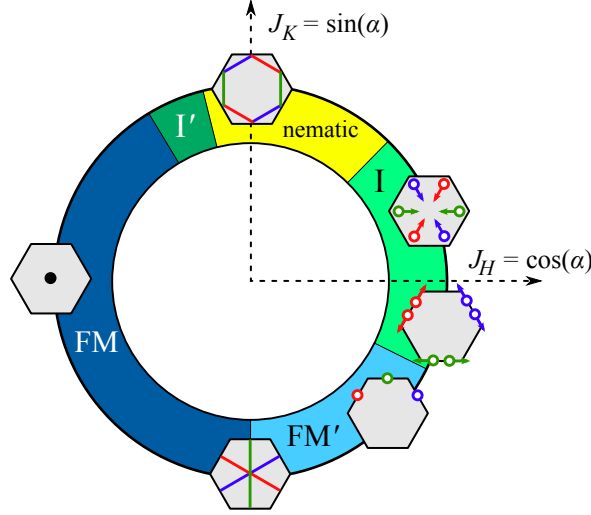 J_K = sin(α)
I′
nematic
I
J_H = cos(α)
FM
FM′